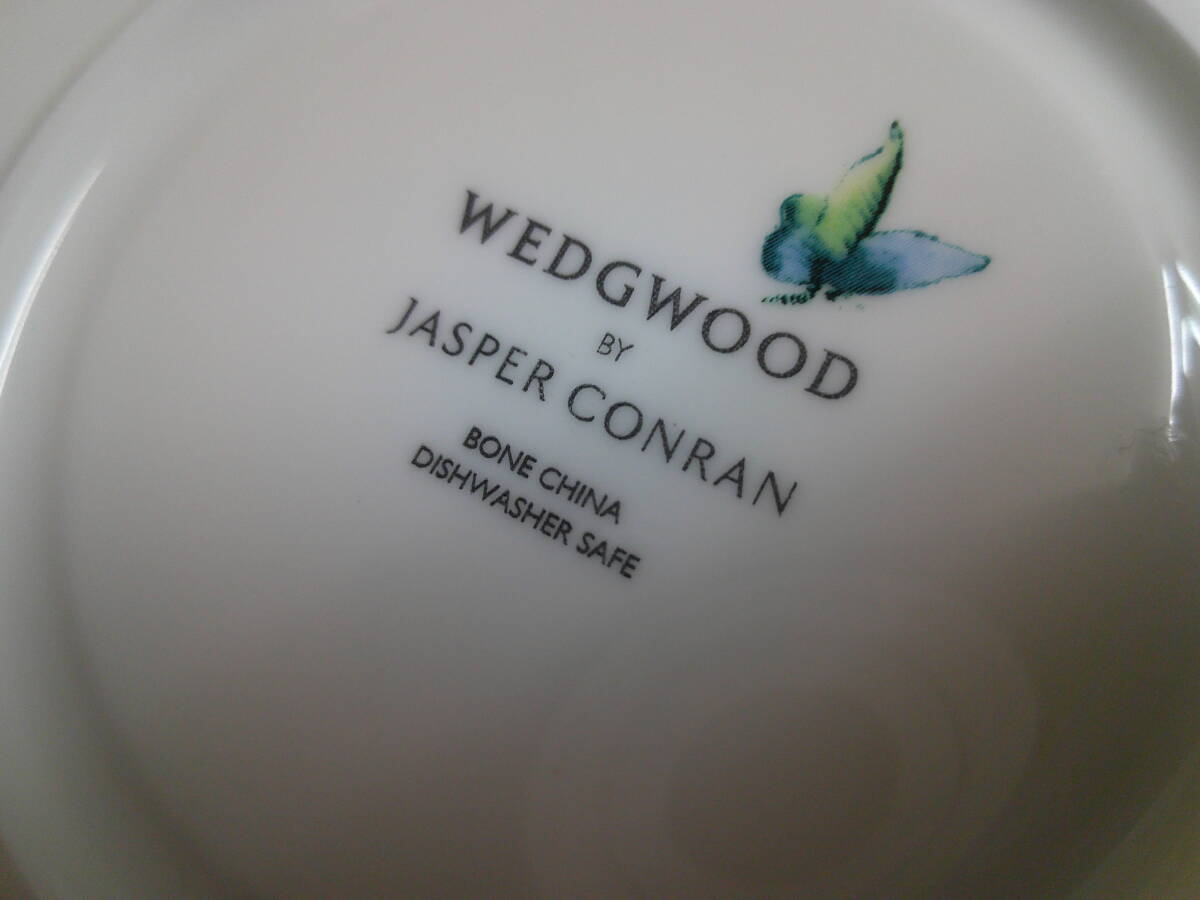 WEDGWOOD
BY
JASPER CONRAN
BONE CHINA
DISHWASHER SAFE